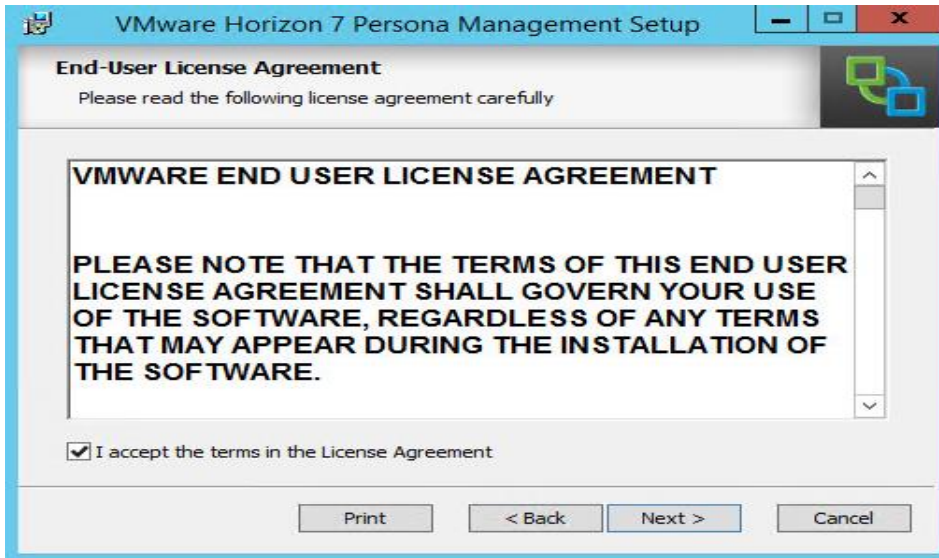 VMware Horizon 7 Persona Management Setup
End-User License Agreement
Please read the following license agreement carefully
VMWARE END USER LICENSE AGREEMENT
PLEASE NOTE THAT THE TERMS OF THIS END USER
LICENSE AGREEMENT SHALL GOVERN YOUR USE
OF THE SOFTWARE, REGARDLESS OF ANY TERMS
THAT MAY APPEAR DURING THE INSTALLATION OF
THE SOFTWARE.
I accept the terms in the License Agreement
Print < Back Next > Cancel